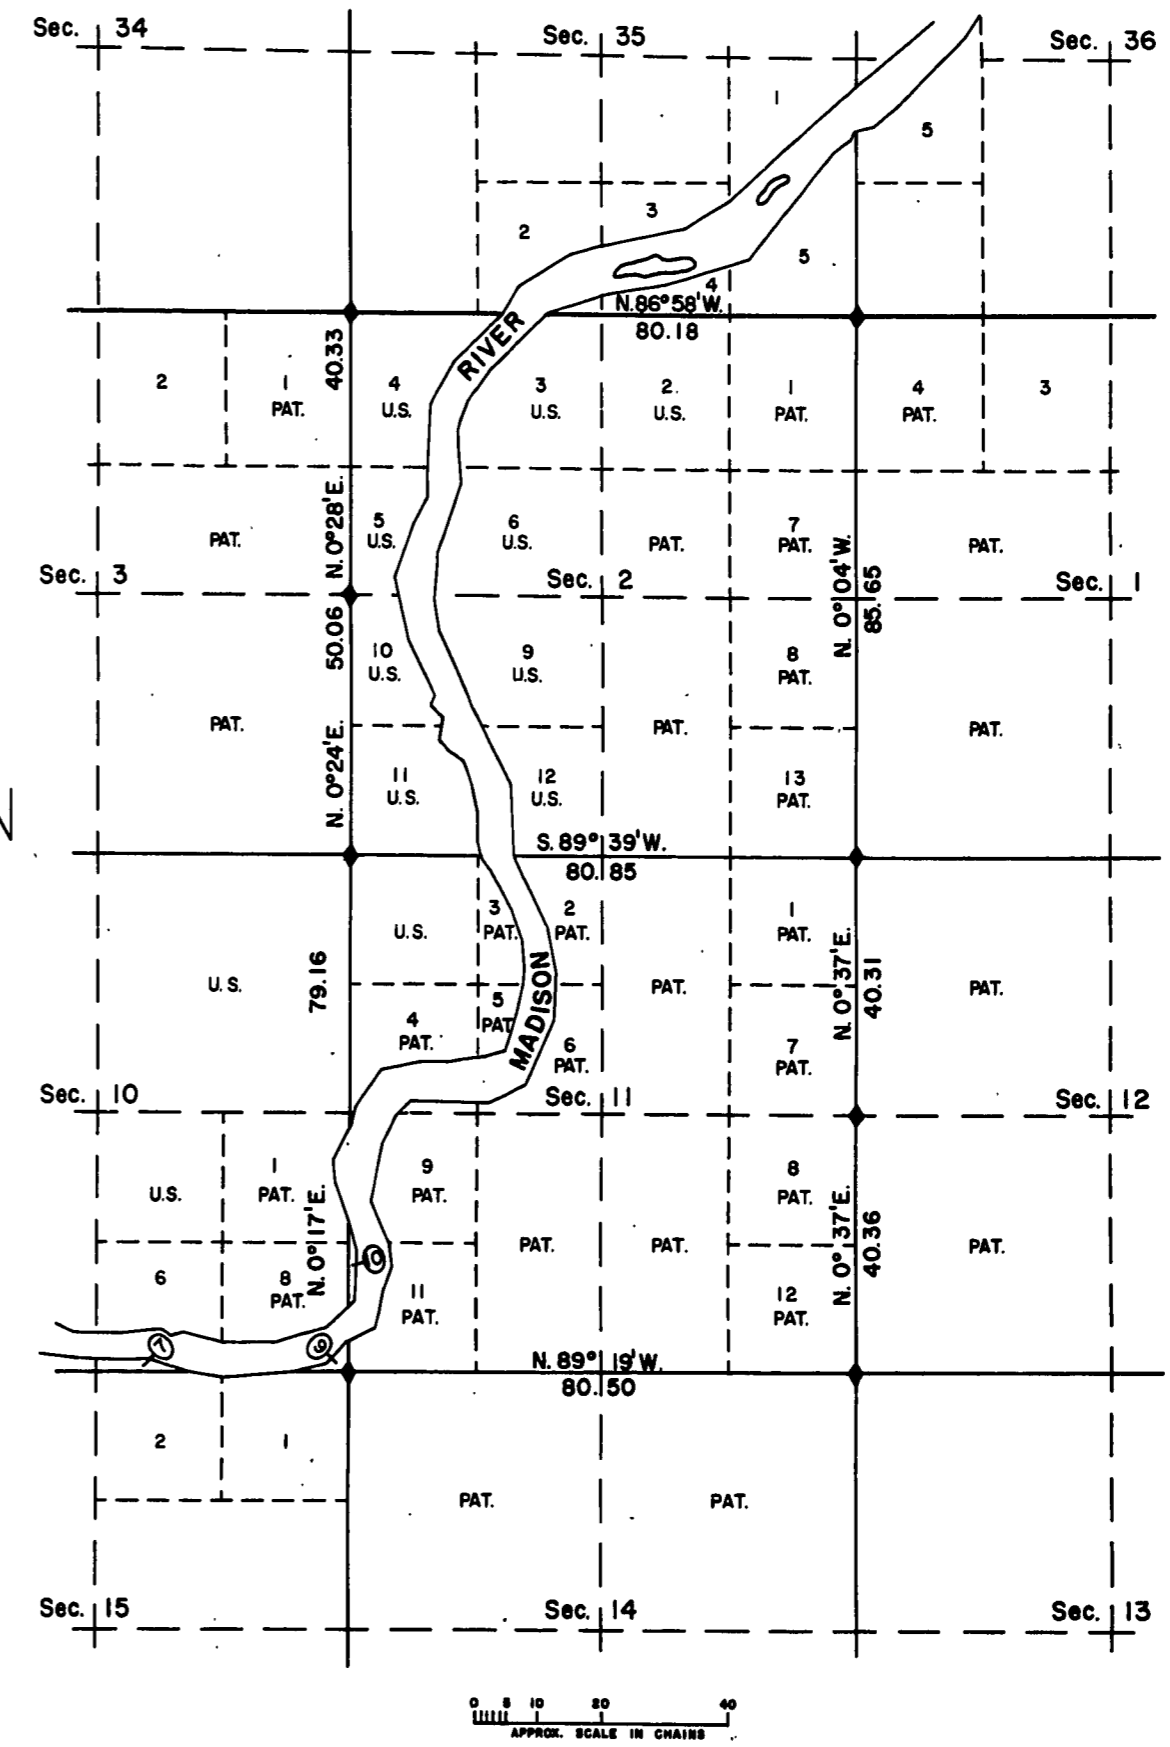 Sec. 34
Sec. 35
Sec. 36
1
5
3
2
5
4
N.86°58'W.
80.18
RIVER
40.33
2
1
PAT.
4
U.S.
3
U.S.
2.
U.S.
1
PAT.
4
PAT.
3
N. 0°28'E.
PAT.
5
U.S.
6
U.S.
PAT.
7
PAT.
PAT.
N. 0°04'W.
85.65
Sec. 3
Sec. 2
Sec. 1
50.06
10
U.S.
9
U.S.
8
PAT.
PAT.
PAT.
PAT.
N. 0°24'E.
11
U.S.
12
U.S.
13
PAT.
S. 89°39'W.
80.85
U.S.
3
PAT.
2
PAT.
1
PAT.
U.S.
79.16
PAT.
N. 0°37'E.
40.31
PAT.
MADISON
4
PAT.
5
PAT
6
PAT.
7
PAT.
Sec. 10
Sec. 11
Sec. 12
U.S.
1
PAT.
9
PAT.
8
PAT.
N. 0°17'E.
PAT.
PAT.
N. 0°37'E.
40.36
PAT.
10
6
8
PAT.
11
PAT.
12
PAT.
7
9
N. 89°19'W.
80.50
2
1
PAT.
PAT.
Sec. 15
Sec. 14
Sec. 13
0 5 10 20 40
APPROX. SCALE IN CHAINS